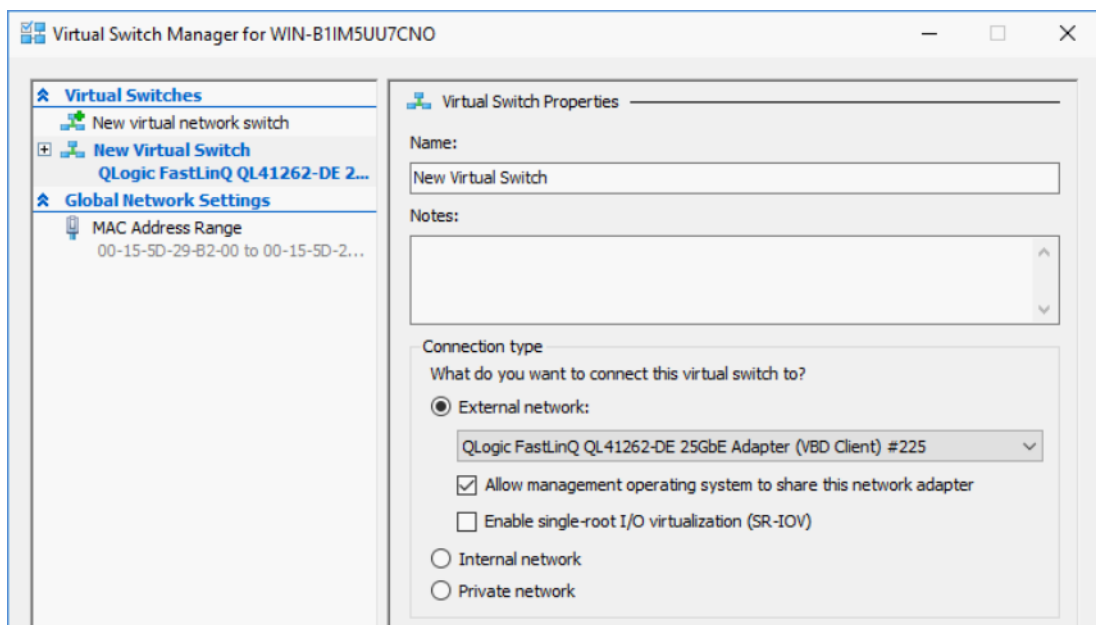 Virtual Switch Manager for WIN-B1IM5UU7CNO
Virtual Switches
New virtual network switch
New Virtual Switch
QLogic FastLinQ QL41262-DE 2...
Global Network Settings
MAC Address Range
00-15-5D-29-B2-00 to 00-15-5D-2...
Virtual Switch Properties
Name:
New Virtual Switch
Notes:
Connection type
What do you want to connect this virtual switch to?
External network:
QLogic FastLinQ QL41262-DE 25GbE Adapter (VBD Client) #225
Allow management operating system to share this network adapter
Enable single-root I/O virtualization (SR-IOV)
Internal network
Private network